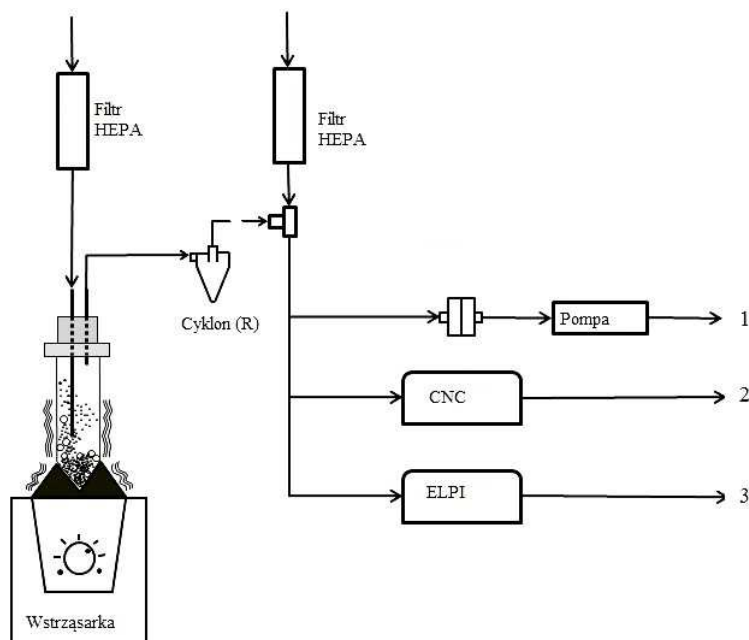 Filtr
HEPA
Filtr
HEPA
Cyklon (R)
Pompa
1
CNC
2
ELPI
3
Wstrząsarka